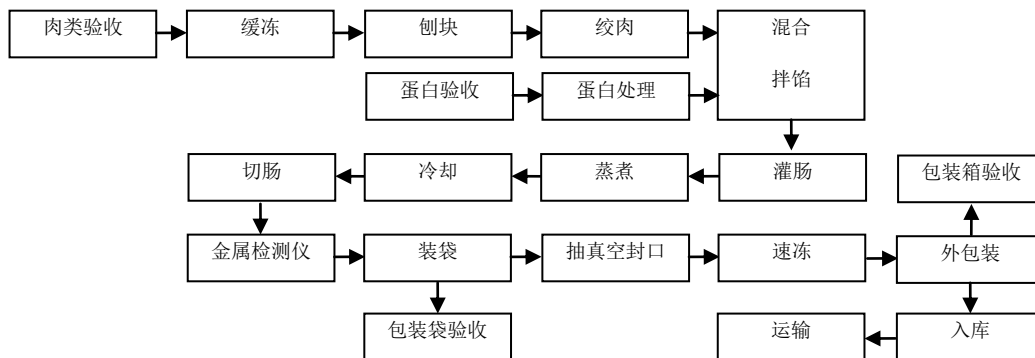 肉类验收
缓冻
刨块
绞肉
混合
拌馅
蛋白验收
蛋白处理
切肠
冷却
蒸煮
灌肠
包装箱验收
金属检测仪
装袋
抽真空封口
速冻
外包装
包装袋验收
运输
入库